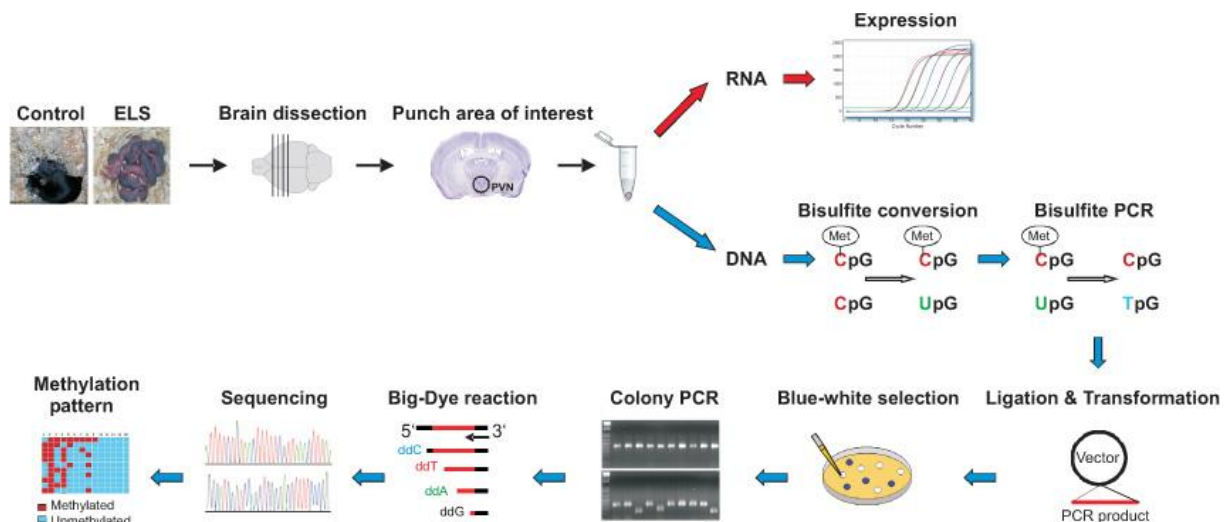 Expression
RNA
Cycle Number
Control
ELS
Brain dissection
Punch area of interest
PVN
DNA
Bisulfite conversion
Bisulfite PCR
Met
Met
Met
CpG
CpG
CpG
CpG
CpG
UpG
UpG
TpG
Methylation
pattern
Methylated
Unmethylated
Sequencing
Big-Dye reaction
5' 3'
ddC
ddT
ddA
ddG
Colony PCR
Blue-white selection
Ligation & Transformation
Vector
PCR product